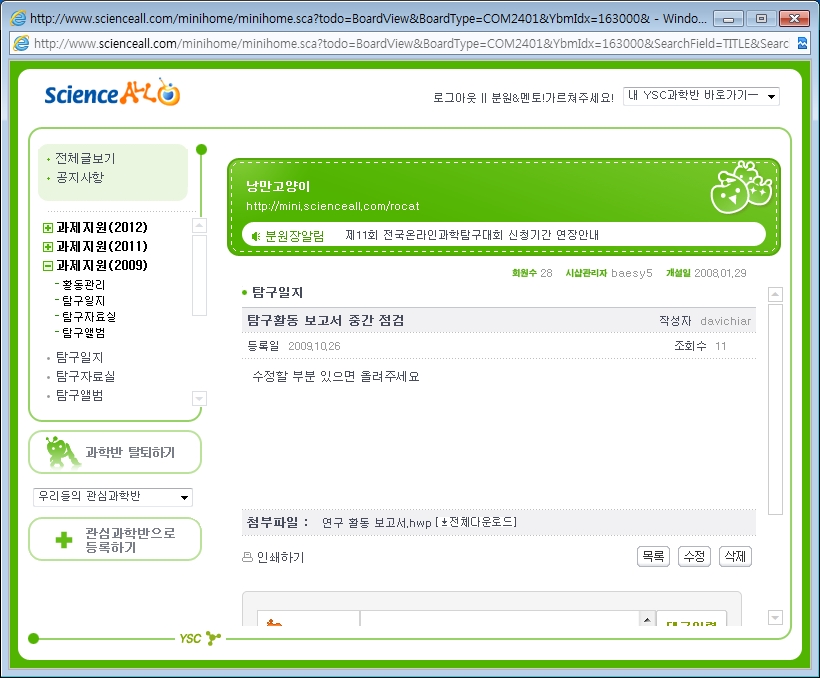 http://www.scienceall.com/minihome/minihome.sca?todo=BoardView&BoardType=COM2401&YbmIdx=163000& - Windo...
http://www.scienceall.com/minihome/minihome.sca?todo=BoardView&BoardType=COM2401&YbmIdx=163000&SearchField=TITLE&Searc
Science ALL
로그아웃 || 분원&멘토!가르쳐주세요!
내 YSC과학반 바로가기一
전체글보기
공지사항
과제지원(2012)
과제지원(2011)
과제지원(2009)
활동관리
탐구일지
탐구자료실
탐구앨범
탐구일지
탐구자료실
탐구앨범
과학반 탈퇴하기
우리들의 관심과학반
관심과학반으로
등록하기
낭만고양이
http://mini.scienceall.com/rocat
분원장알림 제11회 전국온라인과학탐구대회 신청기간 연장안내
회원수 28 시샵관리자 baesy5 개설일 2008.01.29
탐구일지
탐구활동 보고서 중간 점검 작성자 davichiar
등록일 2009.10.26 조회수 11
수정할 부분 있으면 올려주세요
첨부파일 : 연구 활동 보고서.hwp [전체다운로드]
인쇄하기
목록 수정 삭제
YSC